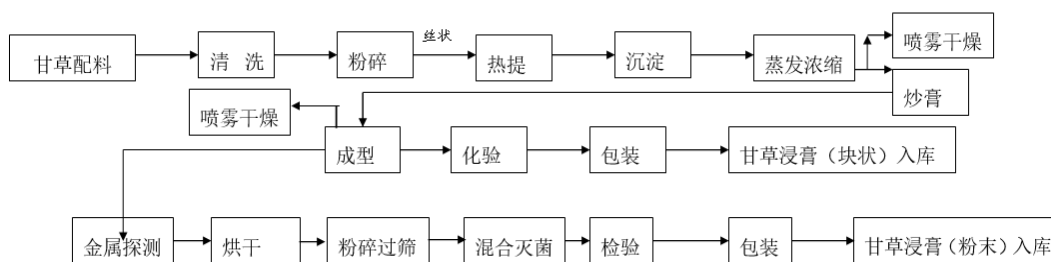 甘草配料
清 洗
粉碎
丝状
热提
沉淀
蒸发浓缩
喷雾干燥
炒膏
喷雾干燥
成型
化验
包装
甘草浸膏（块状）入库
金属探测
烘干
粉碎过筛
混合灭菌
检验
包装
甘草浸膏（粉末）入库